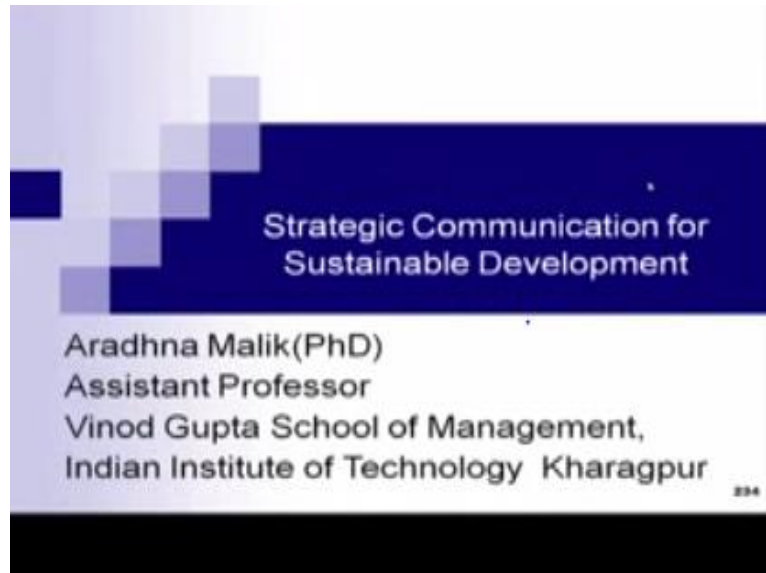 Strategic Communication for
Sustainable Development
Aradhna Malik(PhD)
Assistant Professor
Vinod Gupta School of Management,
Indian Institute of Technology Kharagpur
234